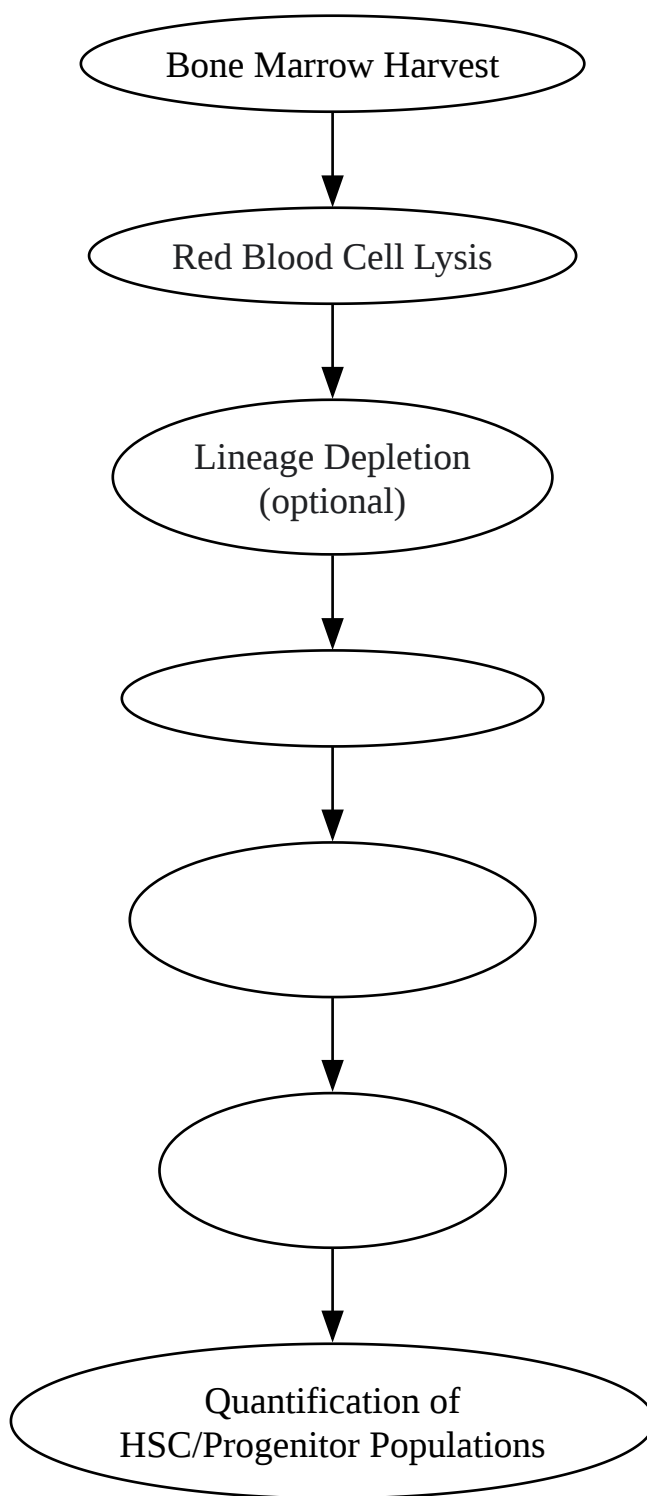 Bone Marrow Harvest
Red Blood Cell Lysis
Lineage Depletion
(optional)
Quantification of
HSC/Progenitor Populations